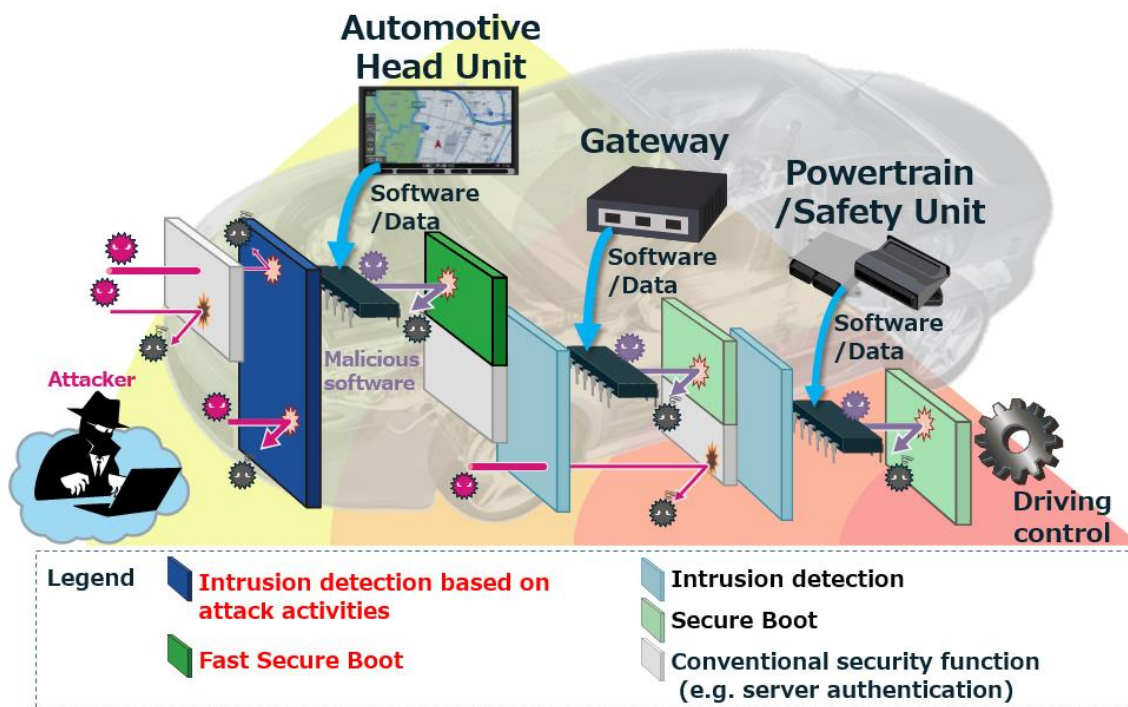 Automotive
Head Unit
Gateway
Powertrain
/Safety Unit
Software
/Data
Software
/Data
Software
/Data
Malicious
software
Attacker
Driving
control
Legend
Intrusion detection based on
attack activities
Fast Secure Boot
Intrusion detection
Secure Boot
Conventional security function
(e.g. server authentication)